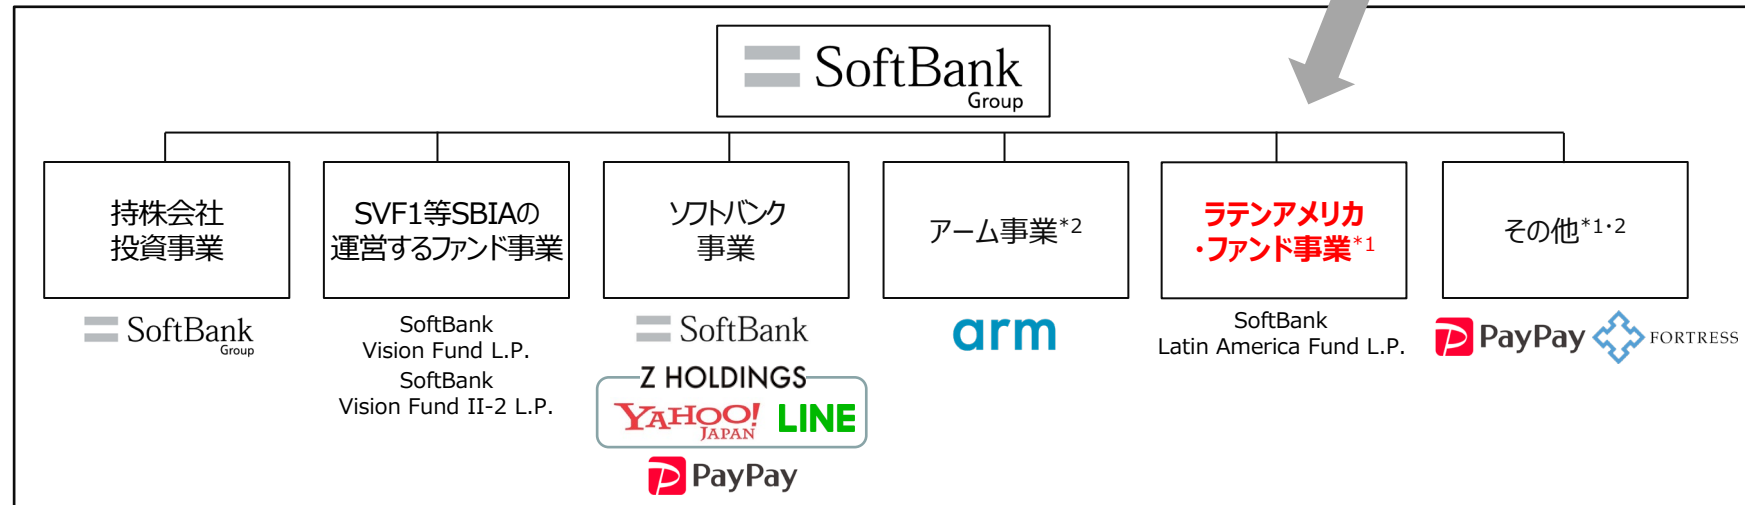 SoftBank
Group
持株会社
投資事業
SVF1等SBIAの
運営するファンド事業
ソフトバンク
事業
アーム事業*2
ラテンアメリカ
・ファンド事業*1
その他*1・2
SoftBank
Group
SoftBank
Vision Fund L.P.
SoftBank
Vision Fund II-2 L.P.
SoftBank
Z HOLDINGS
YAHOO!
JAPAN
LINE
PayPay
arm
SoftBank
Latin America Fund L.P.
PayPay
FORTRESS